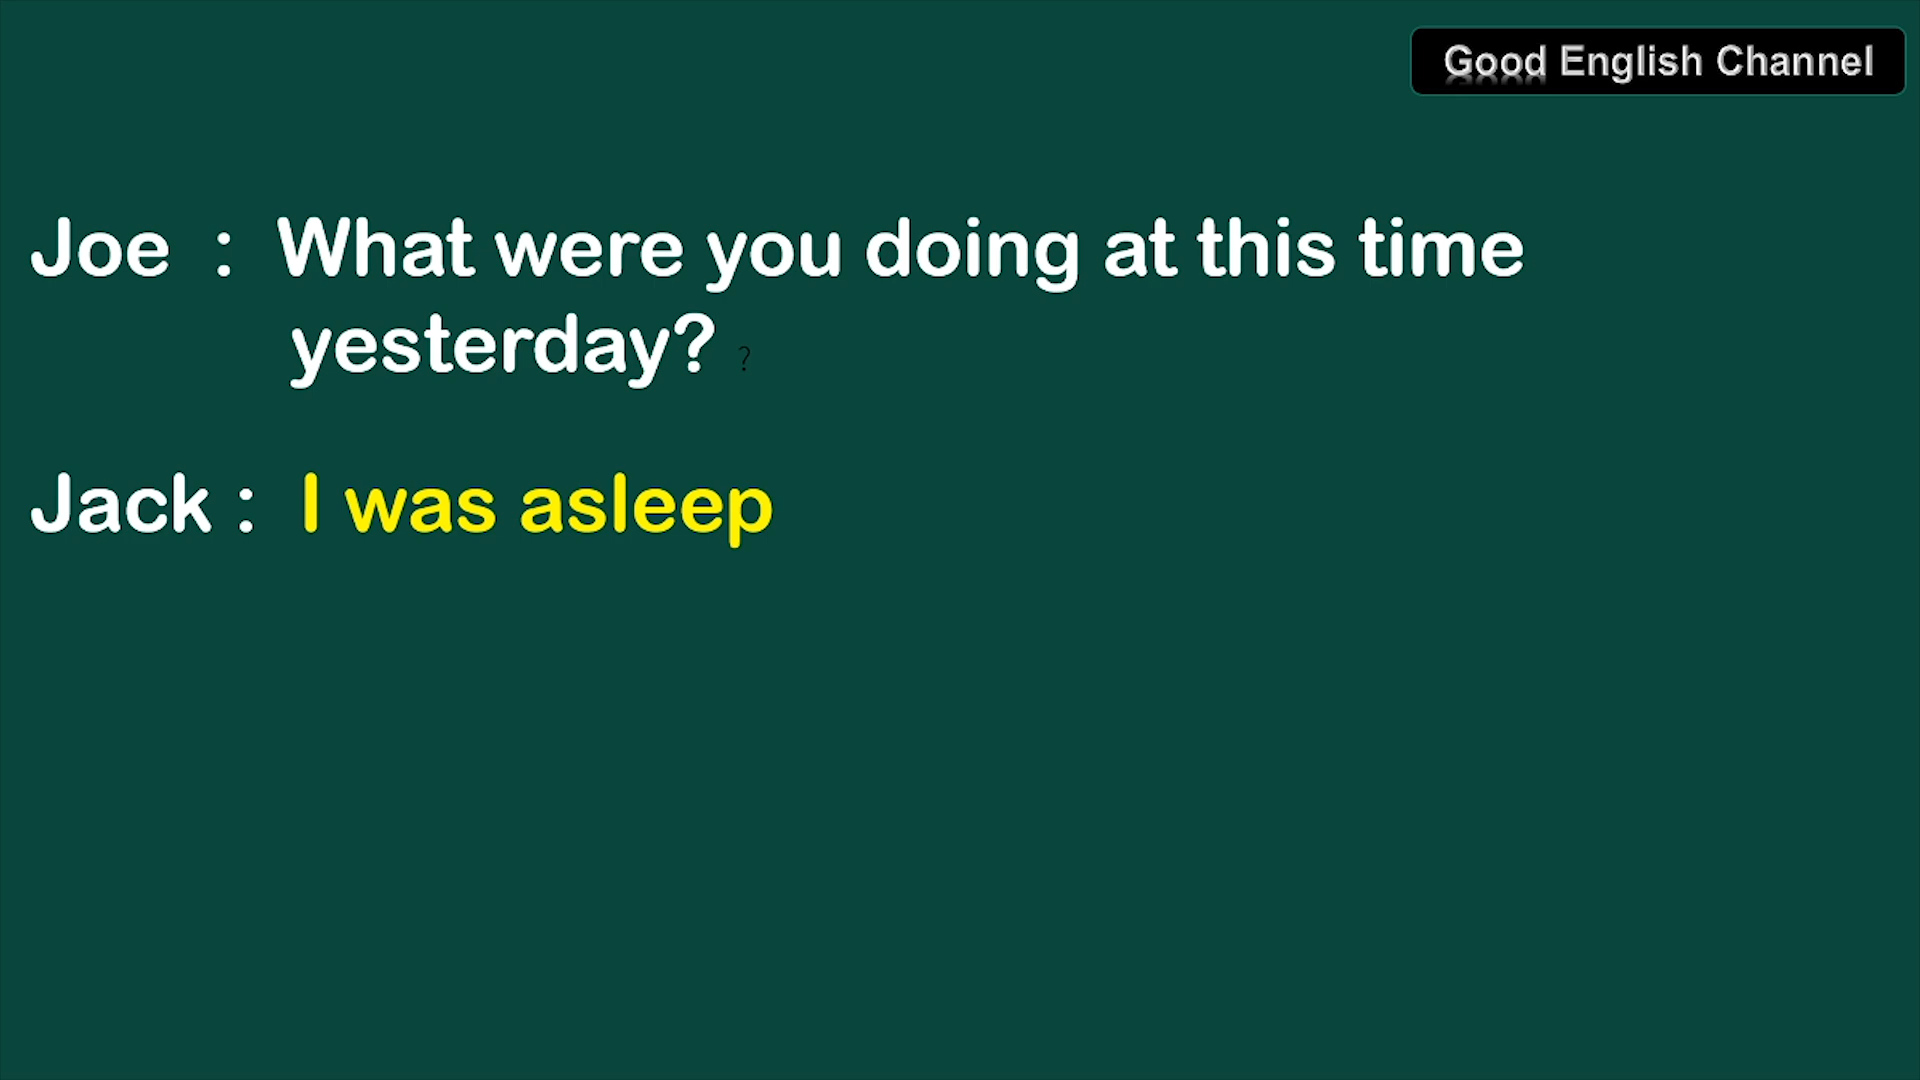 Good English Channel
Joe : What were you doing at this time
yesterday? ?
Jack : I was asleep